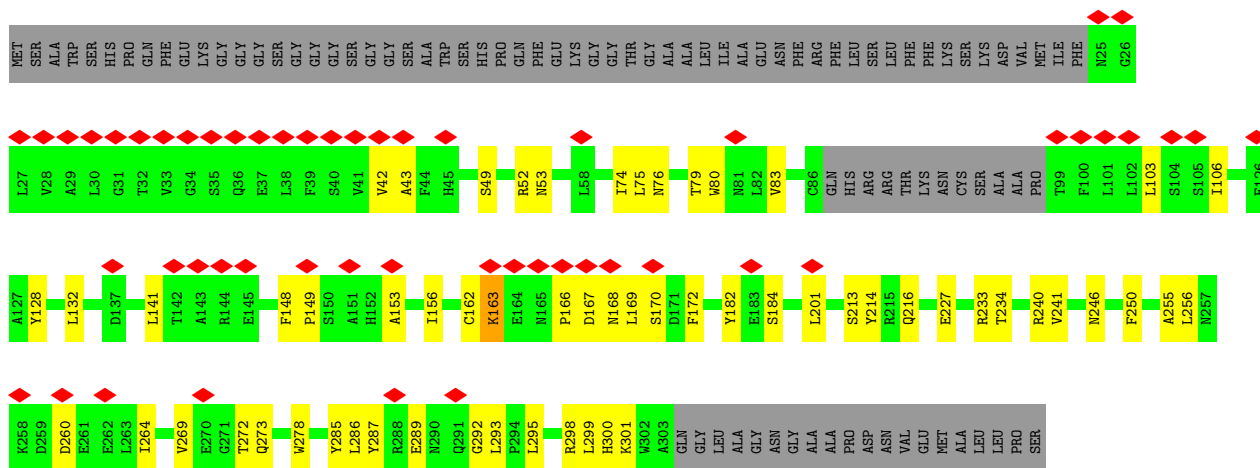 MET SER ALA TRP SER HIS PRO GLN PHE GLU LYS GLY GLY GLY SER GLY GLY GLY SER GLY GLY SER ALA TRP SER HIS PRO GLN PHE GLU LYS GLY GLY THR GLY ALA ALA LEU ILE ALA GLU ASN PHE ARG PHE LEU SER LEU PHE PHE LYS SER LYS ASP VAL MET ILE PHE N25 G26
L27 V28 A29 L30 G31 T32 V33 G34 S35 Q36 E37 L38 F39 S40 V41 V42 A43 F44 H45 S49 R52 N53 L58 I74 L75 N76 T79 W80 N81 L82 V83 C86 GLN HIS ARG ARG THR LYS ASN CYS SER ALA ALA PRO T99 F100 L101 L102 L103 S104 S105 I106
A127 Y128 L132 D137 L141 T142 A143 R144 E145 F148 P149 S150 A151 H152 A153 I156 C162 K163 E164 N165 P166 D167 N168 L169 S170 D171 F172 Y182 E183 S184 L201 S213 Y214 R215 Q216 E227 R233 T234 R240 V241 N246 F250 A255 L256 N257
K258 D259 D260 E261 E262 L263 I264 V269 E270 G271 T272 Q273 W278 Y285 L286 Y287 R288 E289 N290 Q291 G292 L293 P294 L295 R298 L299 H300 K301 W302 A303 GLN GLY LEU ALA GLY ASN GLY ALA ALA PRO ASP ASN VAL GLU MET ALA LEU LEU PRO SER